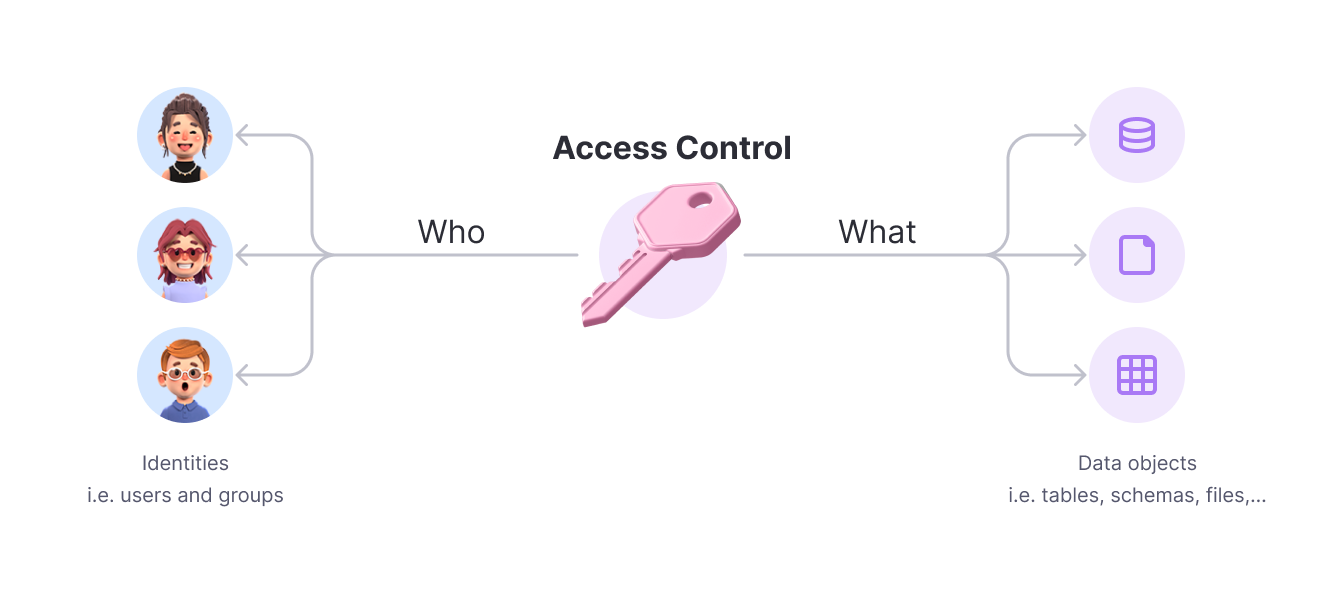 Access Control
Who
What
Identities
i.e. users and groups
Data objects
i.e. tables, schemas, files,...